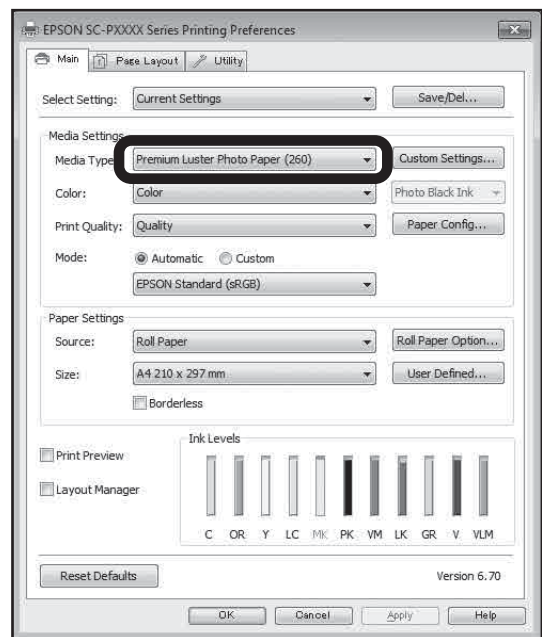 EPSON SC-PXXXX Series Printing Preferences
Main Page Layout Utility
Select Setting: Current Settings Save/Del...
Media Settings
Media Type Premium Luster Photo Paper (260) Custom Settings...
Color: Color Photo Black Ink
Print Quality: Quality Paper Config...
Mode: Automatic Custom
EPSON Standard (sRGB)
Paper Settings
Source: Roll Paper Roll Paper Option...
Size: A4 210 x 297 mm User Defined...
Borderless
Ink Levels
Print Preview
Layout Manager
C OR Y LC MK PK VM LK GR V VLM
Reset Defaults Version 6.70
OK Cancel Apply Help